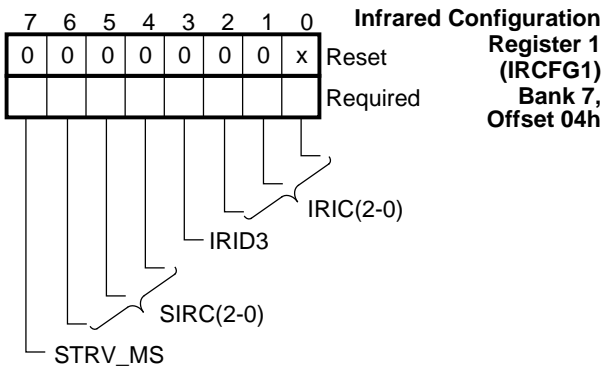 7 6 5 4 3 2 1 0
Infrared Configuration
Register 1
(IRCFG1)
Bank 7,
Offset 04h
0 0 0 0 0 0 0 x Reset
Required
IRIC(2-0)
IRID3
SIRC(2-0)
STRV_MS